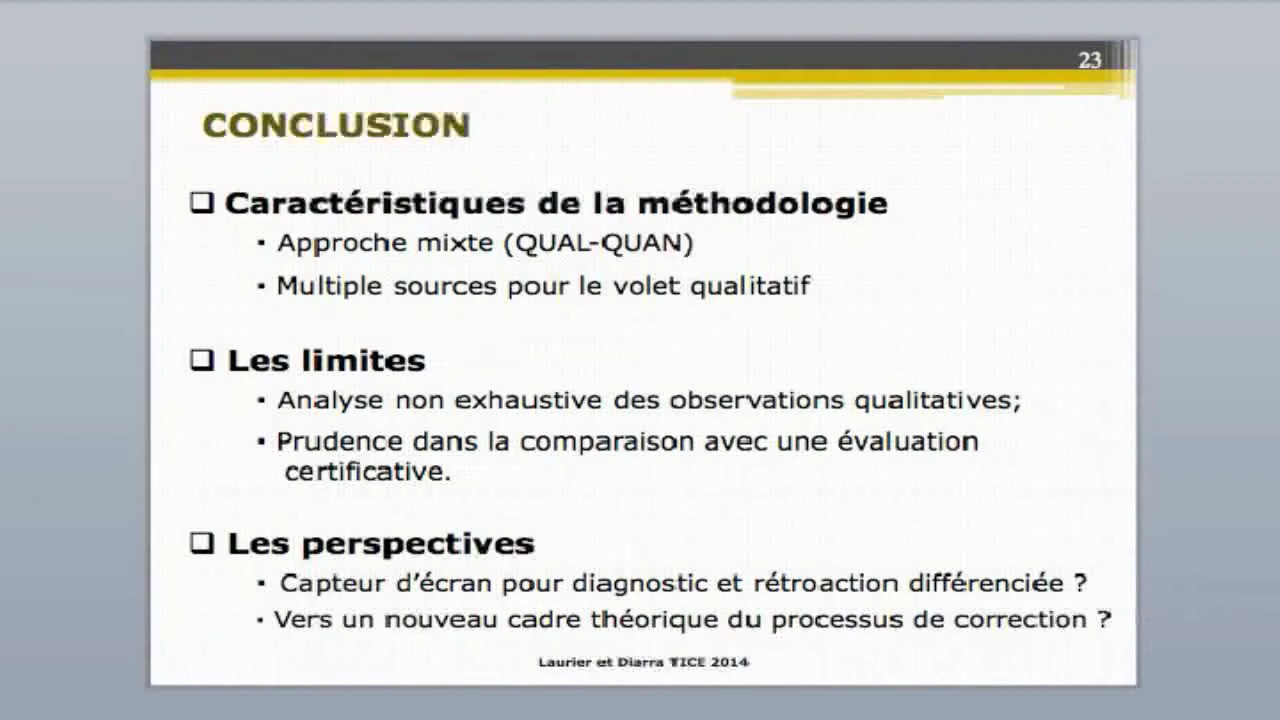 23
CONCLUSION
❑ Caractéristiques de la méthodologie
▪ Approche mixte (QUAL-QUAN)
▪ Multiple sources pour le volet qualitatif
❑ Les limites
▪ Analyse non exhaustive des observations qualitatives;
▪ Prudence dans la comparaison avec une évaluation
certificative.
❑ Les perspectives
▪ Capteur d’écran pour diagnostic et rétroaction différenciée ?
▪ Vers un nouveau cadre théorique du processus de correction ?
Laurier et Diarra TICE 2014